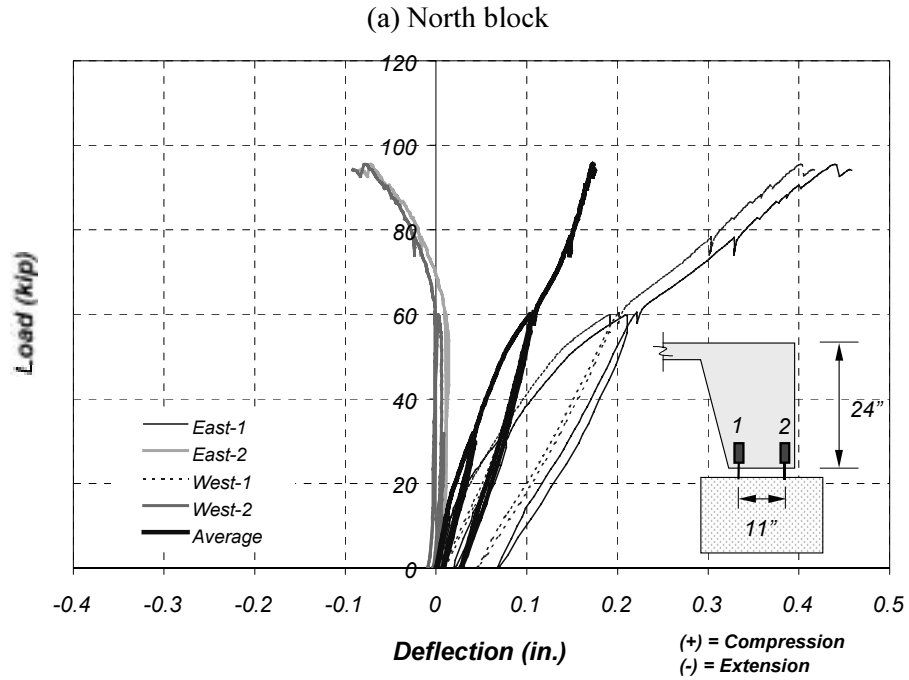 (a) North block
120
100
80
60
40
20
0
Load (kip)
East-1
East-2
West-1
West-2
Average
1 2
24”
11”
-0.4 -0.3 -0.2 -0.1 0 0.1 0.2 0.3 0.4 0.5
Deflection (in.)
(+) = Compression
(-) = Extension